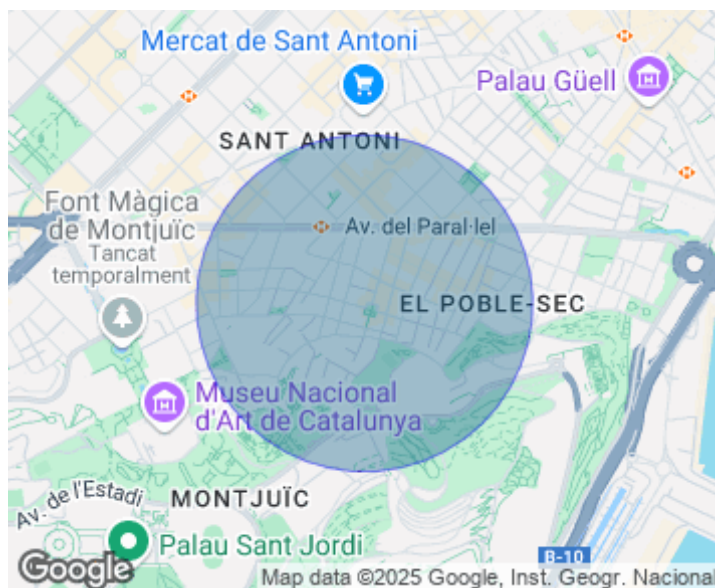 Mercat de Sant Antoni
Palau Güell
SANT ANTONI
Font Màgica
de Montjuïc
Tancat
temporalment
Av. del Paral·lel
EL POBLE-SEC
Museu Nacional
d'Art de Catalunya
Av. de l'Estadi
MONTJUÏC
Palau Sant Jordi
B-10
Google
Map data ©2025 Google, Inst. Geogr. Nacional